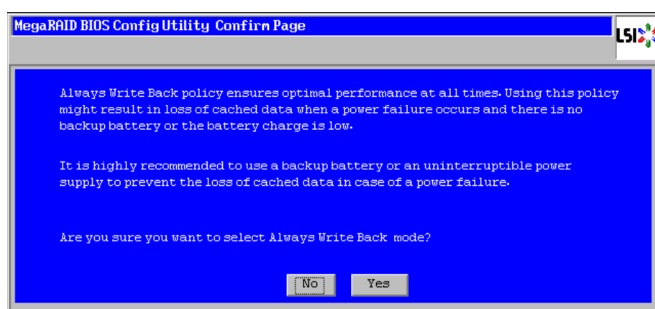 MegaRAID BIOS Config Utility Confirm Page
LSI
Always Write Back policy ensures optimal performance at all times. Using this policy
might result in loss of cached data when a power failure occurs and there is no
backup battery or the battery charge is low.
It is highly recommended to use a backup battery or an uninterruptible power
supply to prevent the loss of cached data in case of a power failure.
Are you sure you want to select Always Write Back mode?
No Yes